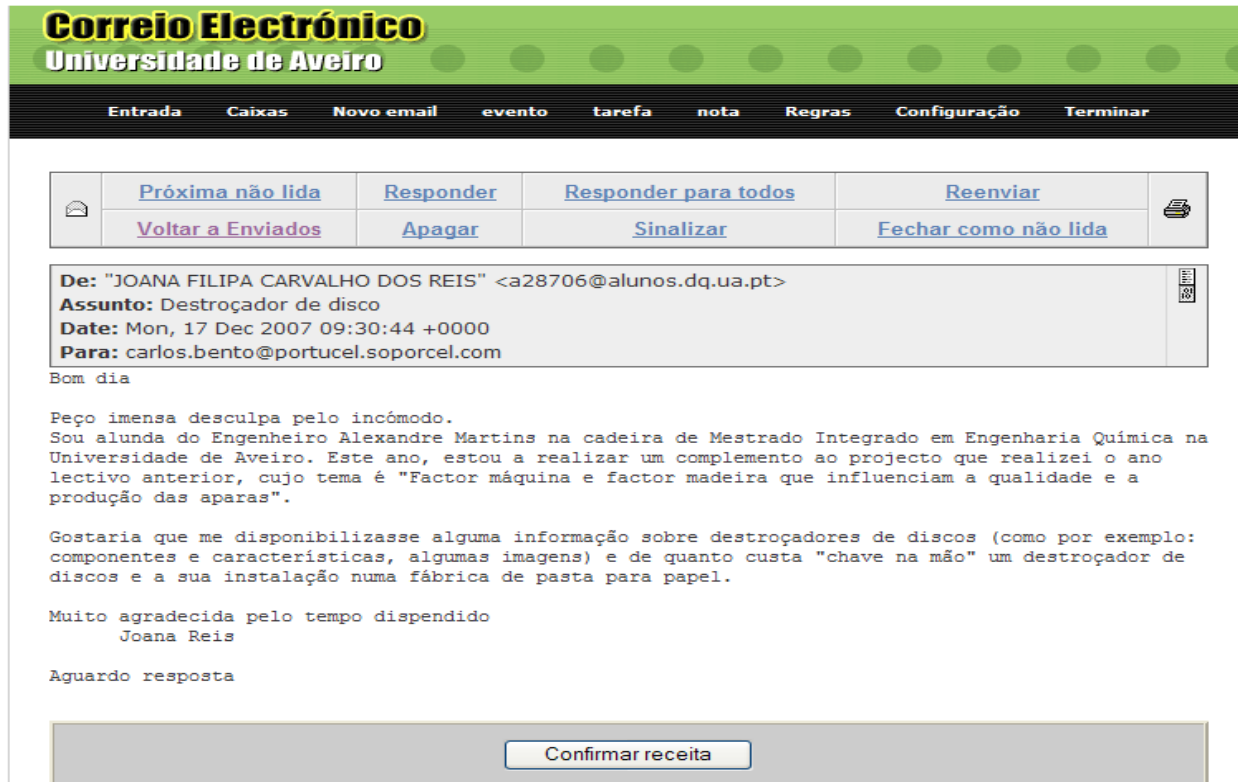 Correio Electrónico
Universidade de Aveiro
Entrada Caixas Novo email evento tarefa nota Regras Configuração Terminar
Próxima não lida Responder Responder para todos Reenviar
Voltar a Enviados Apagar Sinalizar Fechar como não lida
De: "JOANA FILIPA CARVALHO DOS REIS" <a28706@alunos.dq.ua.pt>
Assunto: Destroçador de disco
Date: Mon, 17 Dec 2007 09:30:44 +0000
Para: carlos.bento@portucel.soporcel.com
Bom dia
Peço imensa desculpa pelo incómodo.
Sou alunda do Engenheiro Alexandre Martins na cadeira de Mestrado Integrado em Engenharia Química na
Universidade de Aveiro. Este ano, estou a realizar um complemento ao projecto que realizei o ano
lectivo anterior, cujo tema é "Factor máquina e factor madeira que influenciam a qualidade e a
produção das aparas".
Gostaria que me disponibilizasse alguma informação sobre destroçadores de discos (como por exemplo:
componentes e características, algumas imagens) e de quanto custa "chave na mão" um destroçador de
discos e a sua instalação numa fábrica de pasta para papel.
Muito agradecida pelo tempo dispendido
Joana Reis
Aguardo resposta
Confirmar receita